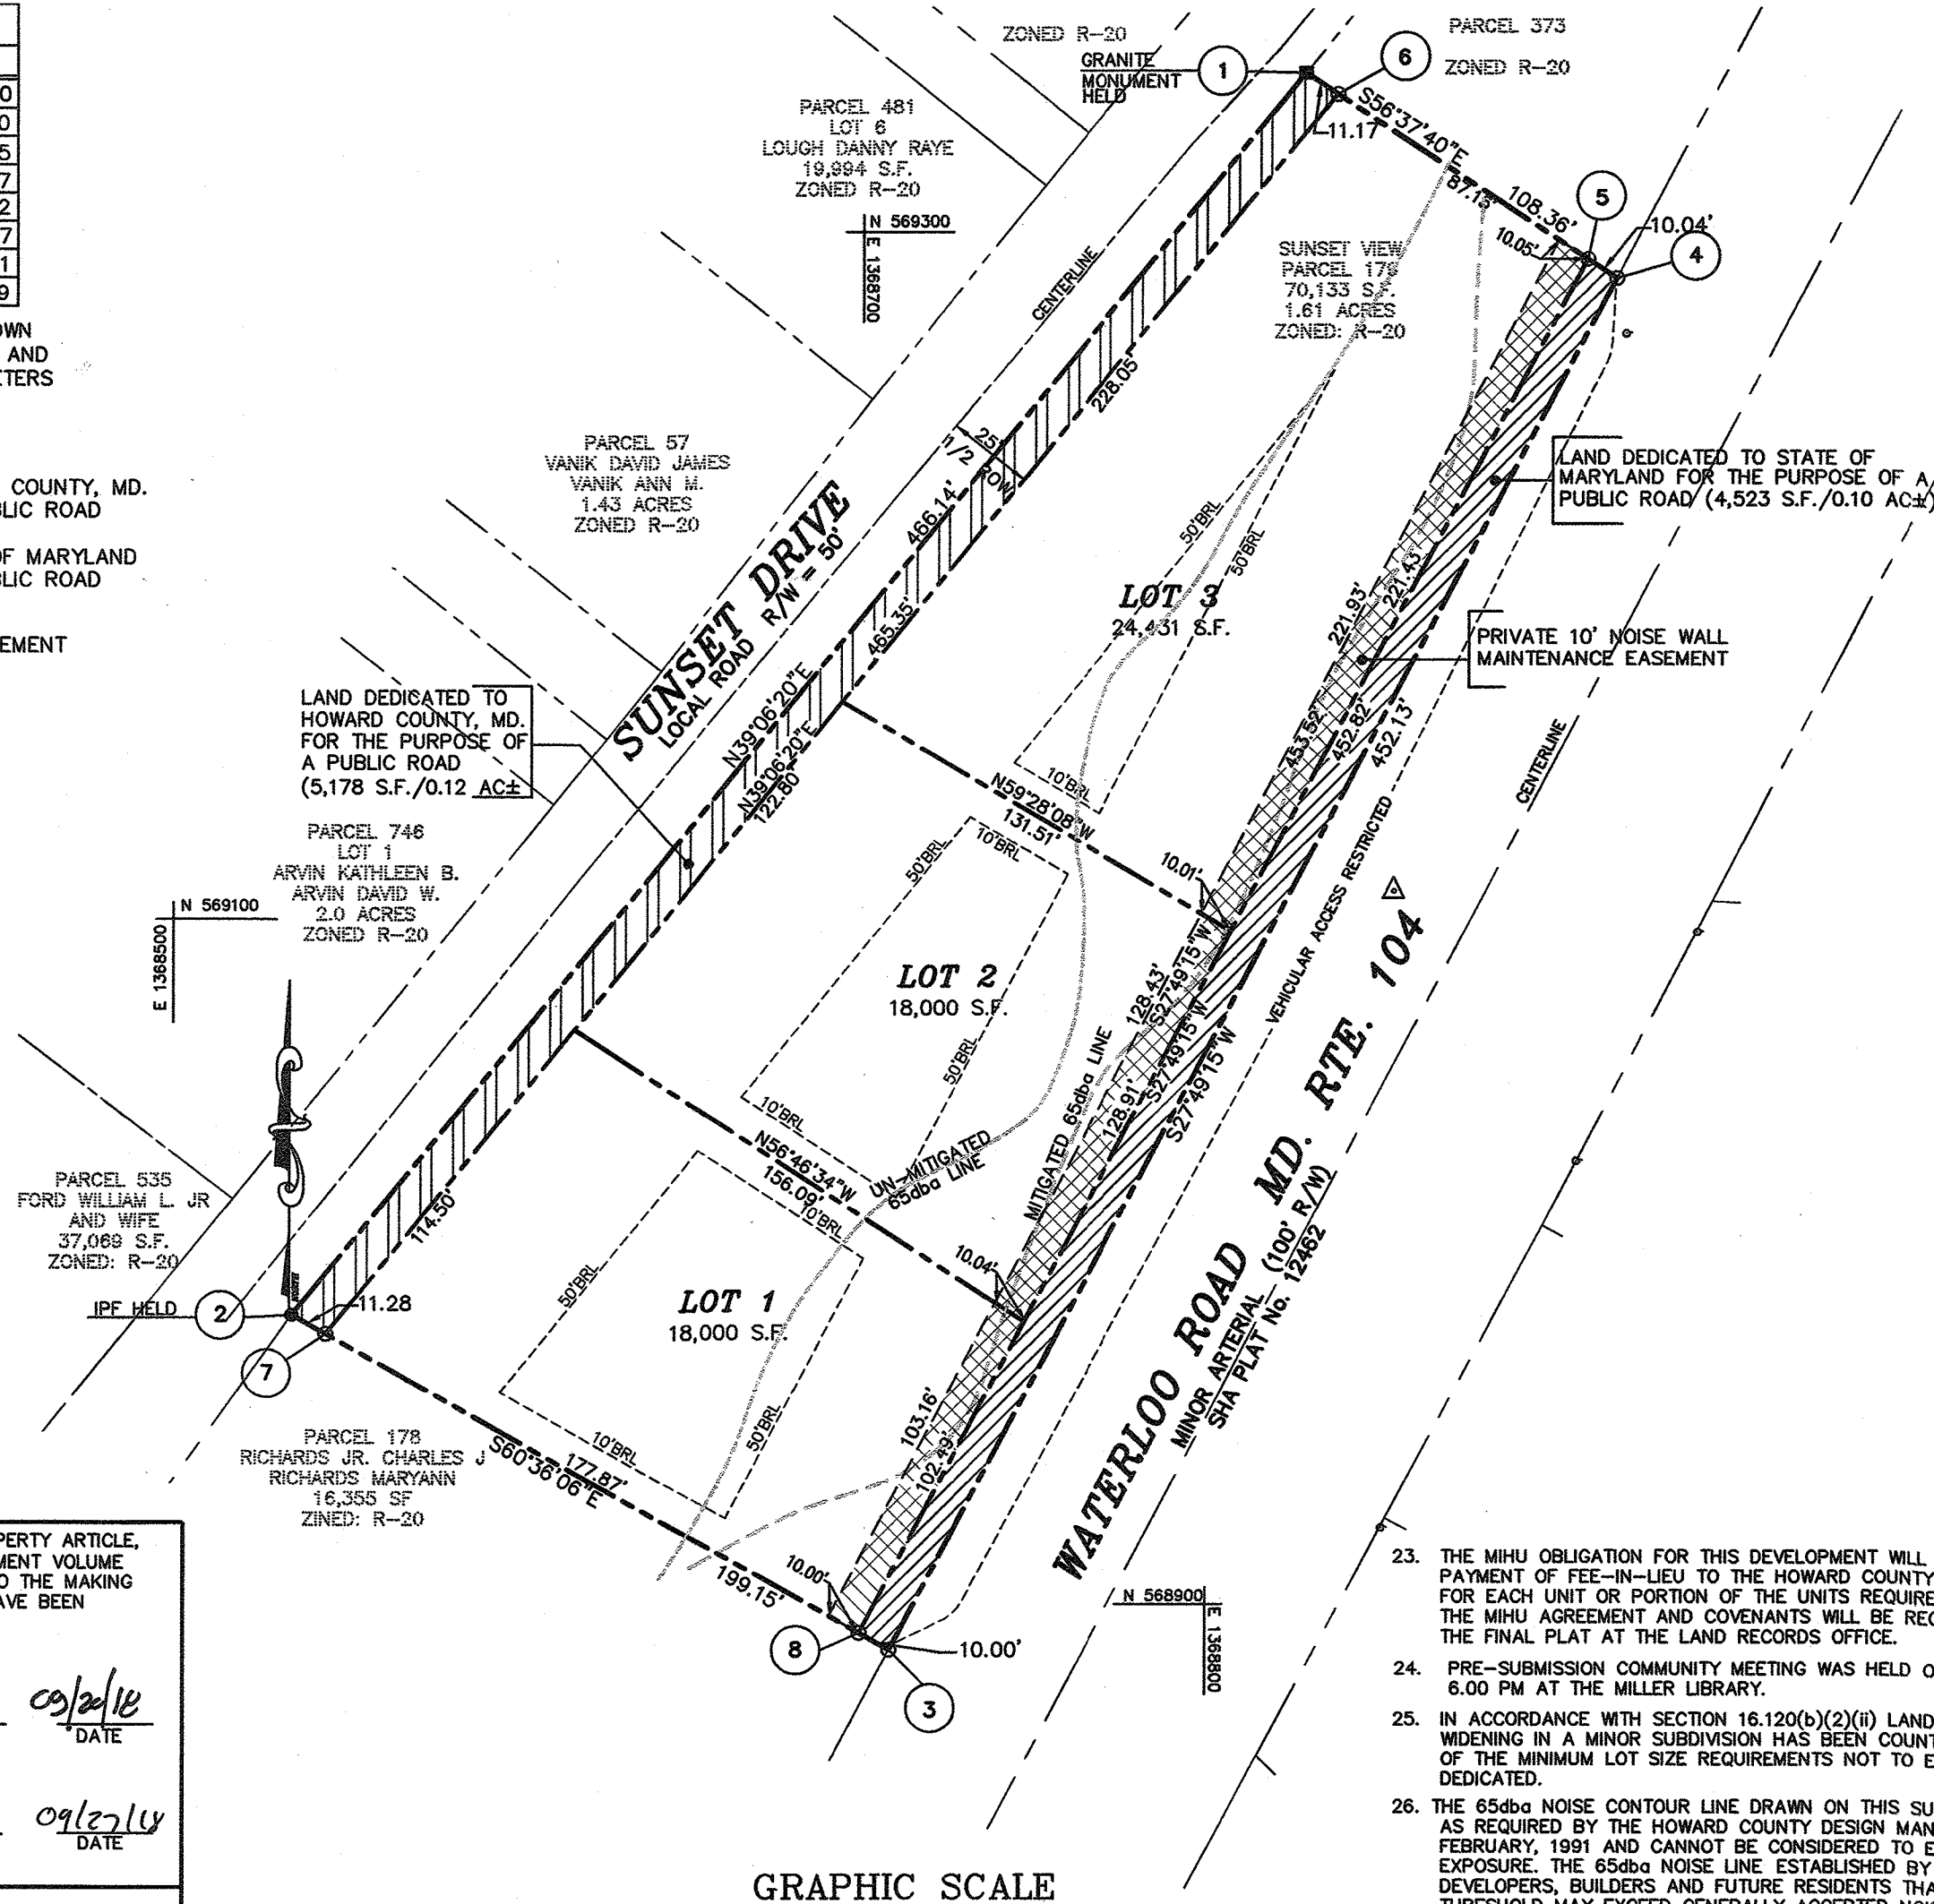 0
0
5
7
2
7
1
9
OWN
AND
ETERS
COUNTY, MD.
BLIC ROAD
OF MARYLAND
BLIC ROAD
EMENT
ZONED R-20
GRANITE
MONUMENT
HELD
1
6
PARCEL 373
ZONED R-20
11.17
S56°37'40"E
87.15'
108.36'
5
10.05'
10.04'
4
PARCEL 481
LOT 6
LOUGH DANNY RAYE
19,994 S.F.
ZONED R-20
N 569300
E 1368700
CENTERLINE
SUNSET VIEW
PARCEL 179
70,133 S.F.
1.61 ACRES
ZONED: R-20
228.05'
25'
1/2 ROW
PARCEL 57
VANIK DAVID JAMES
VANIK ANN M.
1.43 ACRES
ZONED R-20
466.14'
465.35'
SUNSET DRIVE
LOCAL ROAD R/W = 50'
LAND DEDICATED TO STATE OF
MARYLAND FOR THE PURPOSE OF A
PUBLIC ROAD (4,523 S.F./0.10 AC±)
50'BRL
50'BRL
LOT 3
24,431 S.F.
10'BRL
221.93'
221.43'
PRIVATE 10' NOISE WALL
MAINTENANCE EASEMENT
LAND DEDICATED TO
HOWARD COUNTY, MD.
FOR THE PURPOSE OF
A PUBLIC ROAD
(5,178 S.F./0.12 AC±
N39°06'20"E
N39°06'20"E
122.80'
453.52'
452.82'
452.13'
CENTERLINE
N59°28'08"W
131.51'
10.01'
VEHICULAR ACCESS RESTRICTED
PARCEL 746
LOT 1
ARVIN KATHLEEN B.
ARVIN DAVID W.
2.0 ACRES
ZONED R-20
N 569100
E 1368500
50'BRL
10'BRL
LOT 2
18,000 S.F.
50'BRL
10'BRL
128.43'
S27°49'15"W
S27°49'15"W
S27°49'15"W
128.91'
MITIGATED 65dba LINE
UN-MITIGATED
65dba LINE
N56°46'34"W
156.09'
10'BRL
10.04'
PARCEL 535
FORD WILLIAM L. JR
AND WIFE
37,069 S.F.
ZONED: R-20
114.50'
IPF HELD
2
11.28
7
50'BRL
LOT 1
18,000 S.F.
50'BRL
10'BRL
103.16'
102.49'
WATERLOO ROAD MD. RTE. 104
MINOR ARTERIAL (100' R/W)
SHA PLAT No. 12462
PARCEL 178
RICHARDS JR. CHARLES J
RICHARDS MARYANN
16,355 SF
ZINED: R-20
177.87'
S60°36'06"E
199.15'
10.00'
8
10.00'
3
N 568900
E 1368800
PERTY ARTICLE,
MENT VOLUME
O THE MAKING
AVE BEEN
DATE
09/27/18
DATE
GRAPHIC SCALE
23. THE MIHU OBLIGATION FOR THIS DEVELOPMENT WILL
PAYMENT OF FEE-IN-LIEU TO THE HOWARD COUNTY
FOR EACH UNIT OR PORTION OF THE UNITS REQUIRE
THE MIHU AGREEMENT AND COVENANTS WILL BE REC
THE FINAL PLAT AT THE LAND RECORDS OFFICE.
24. PRE-SUBMISSION COMMUNITY MEETING WAS HELD O
6.00 PM AT THE MILLER LIBRARY.
25. IN ACCORDANCE WITH SECTION 16.120(b)(2)(ii) LAND
WIDENING IN A MINOR SUBDIVISION HAS BEEN COUNT
OF THE MINIMUM LOT SIZE REQUIREMENTS NOT TO E
DEDICATED.
26. THE 65dba NOISE CONTOUR LINE DRAWN ON THIS SU
AS REQUIRED BY THE HOWARD COUNTY DESIGN MAN
FEBRUARY, 1991 AND CANNOT BE CONSIDERED TO E
EXPOSURE. THE 65dba NOISE LINE ESTABLISHED BY
DEVELOPERS, BUILDERS AND FUTURE RESIDENTS THA
THRESHOLD MAY EXCEED GENERALLY ACCEPTED